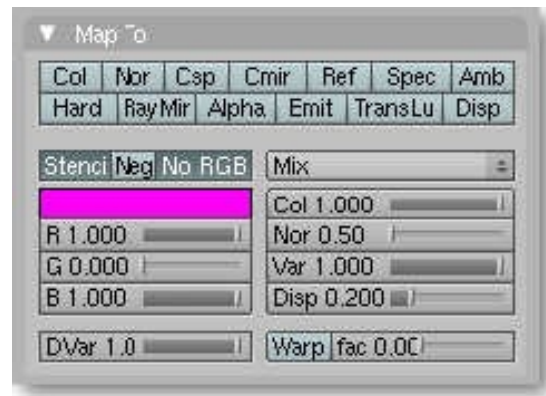 Map To
Col Nor Csp Cmir Ref Spec Amb
Hard RayMir Alpha Emit TransLu Disp
Stenci Neg No RGB Mix
Col 1.000
R 1.000 Nor 0.50
G 0.000 Var 1.000
B 1.000 Disp 0.200
DVar 1.0 Warp fac 0.00